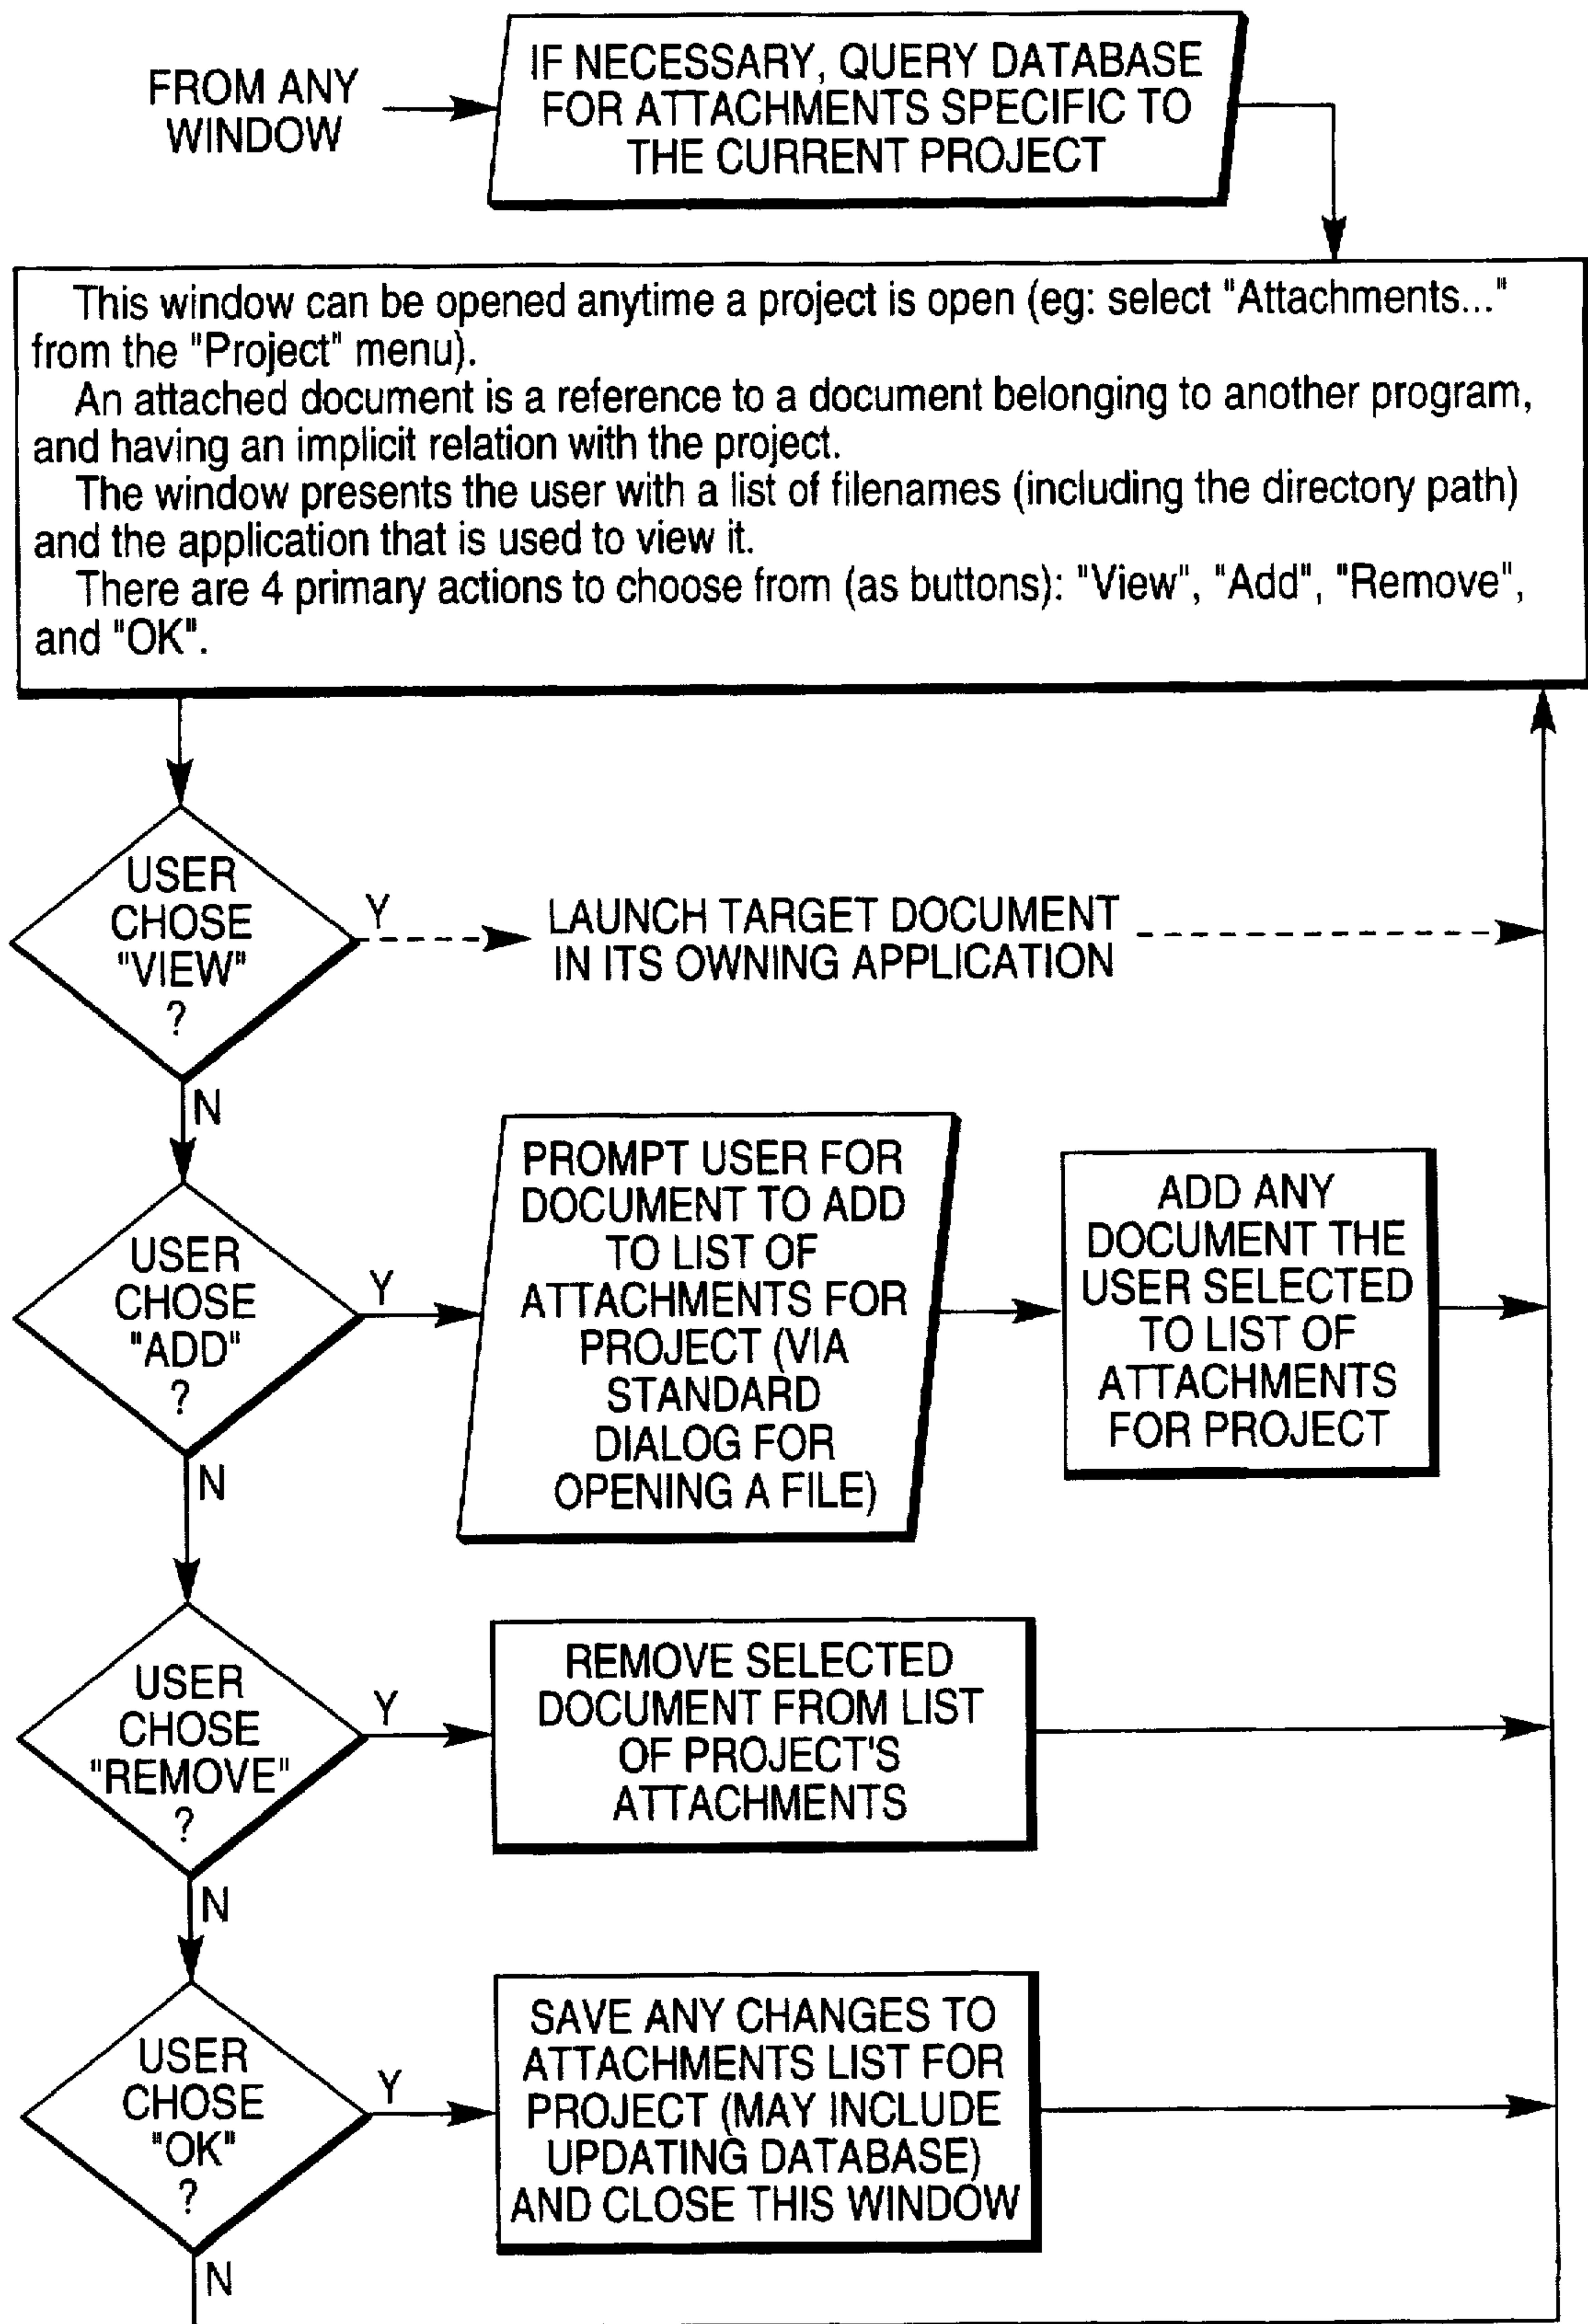 FROM ANY
WINDOW
IF NECESSARY, QUERY DATABASE
FOR ATTACHMENTS SPECIFIC TO
THE CURRENT PROJECT
This window can be opened anytime a project is open (eg: select "Attachments..."
from the "Project" menu).
An attached document is a reference to a document belonging to another program,
and having an implicit relation with the project.
The window presents the user with a list of filenames (including the directory path)
and the application that is used to view it.
There are 4 primary actions to choose from (as buttons): "View", "Add", "Remove",
and "OK".
USER
CHOSE
"VIEW"
?
Y
LAUNCH TARGET DOCUMENT
IN ITS OWNING APPLICATION
N
USER
CHOSE
"ADD"
?
Y
PROMPT USER FOR
DOCUMENT TO ADD
TO LIST OF
ATTACHMENTS FOR
PROJECT (VIA
STANDARD
DIALOG FOR
OPENING A FILE)
ADD ANY
DOCUMENT THE
USER SELECTED
TO LIST OF
ATTACHMENTS
FOR PROJECT
N
USER
CHOSE
"REMOVE"
?
Y
REMOVE SELECTED
DOCUMENT FROM LIST
OF PROJECT'S
ATTACHMENTS
N
USER
CHOSE
"OK"
?
Y
SAVE ANY CHANGES TO
ATTACHMENTS LIST FOR
PROJECT (MAY INCLUDE
UPDATING DATABASE)
AND CLOSE THIS WINDOW
N